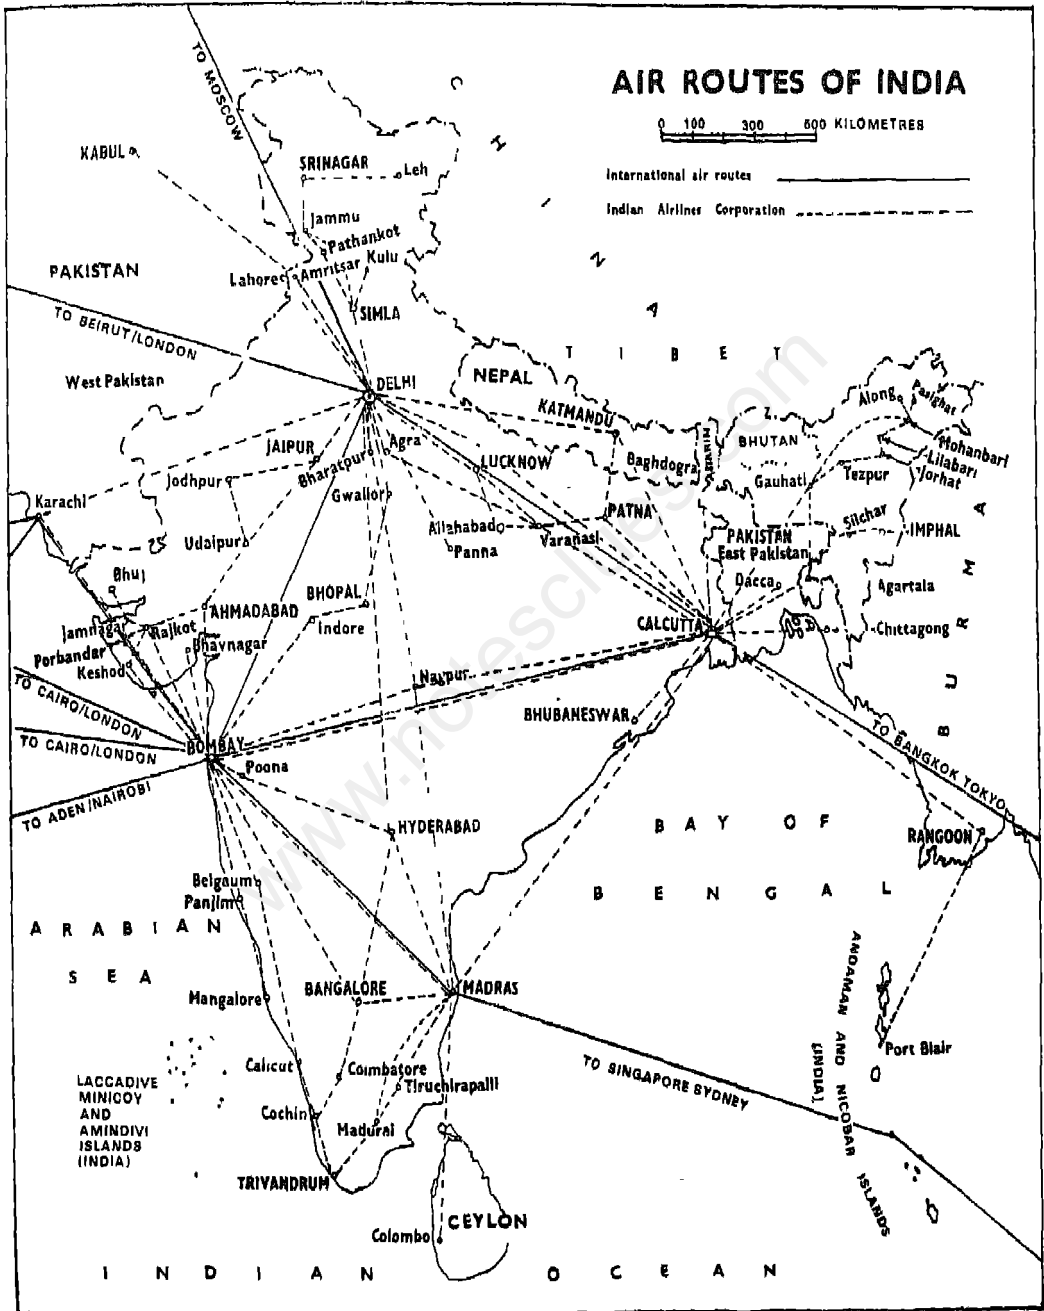 AIR ROUTES OF INDIA
0 100 300 500 KILOMETRES
International air routes
Indian Airlines Corporation
TO MOSCOW
C H I N A
KABUL
SRINAGAR
Leh
Jammu
Pathankot
Kulu
Amritsar
Lahore
SIMLA
PAKISTAN
TO BEIRUT/LONDON
West Pakistan
T I B E T
DELHI
NEPAL
KATMANDU
Along
Pasighat
Mohanbari
Lilabari
Jorhat
Tezpur
BHUTAN
Gauhati
Baghdogra
JAIPUR
Agra
Bharatpur
LUCKNOW
Jodhpur
Gwalior
Karachi
Udaipur
Allahabad
Panna
Varanasi
PATNA
PAKISTAN
East Pakistan
Silchar
IMPHAL
Dacca
Agartala
Bhuj
AHMADABAD
BHOPAL
Indore
Jamnagar
Rajkot
Bhavnagar
Porbandar
Keshod
CALCUTTA
Chittagong
B U R M A
TO CAIRO/LONDON
TO CAIRO/LONDON
TO ADEN/NAIROBI
BOMBAY
Poona
Nagpur
BHUBANESWAR
TO BANGKOK TOKYO
HYDERABAD
B A Y O F
B E N G A L
RANGOON
Belgaum
Panjim
A R A B I A N
S E A
Mangalore
BANGALORE
MADRAS
ANDAMAN AND NICOBAR ISLANDS
(INDIA)
Port Blair
TO SINGAPORE SYDNEY
Calicut
Coimbatore
Tiruchirapalli
LACCADIVE
MINICOY
AND
AMINDIVI
ISLANDS
(INDIA)
Cochin
Madurai
TRIVANDRUM
CEYLON
Colombo
I N D I A N O C E A N